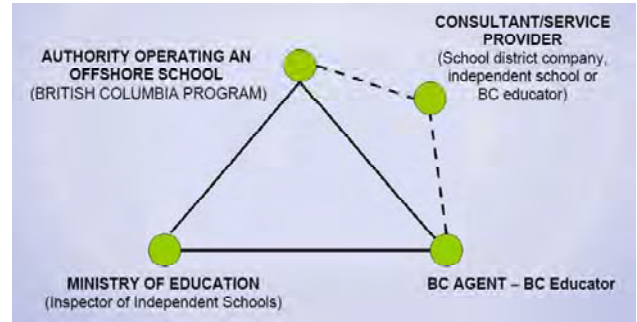 CONSULTANT/SERVICE
PROVIDER
(School district company,
independent school or
BC educator)
AUTHORITY OPERATING AN
OFFSHORE SCHOOL
(BRITISH COLUMBIA PROGRAM)
MINISTRY OF EDUCATION
(Inspector of Independent Schools)
BC AGENT – BC Educator